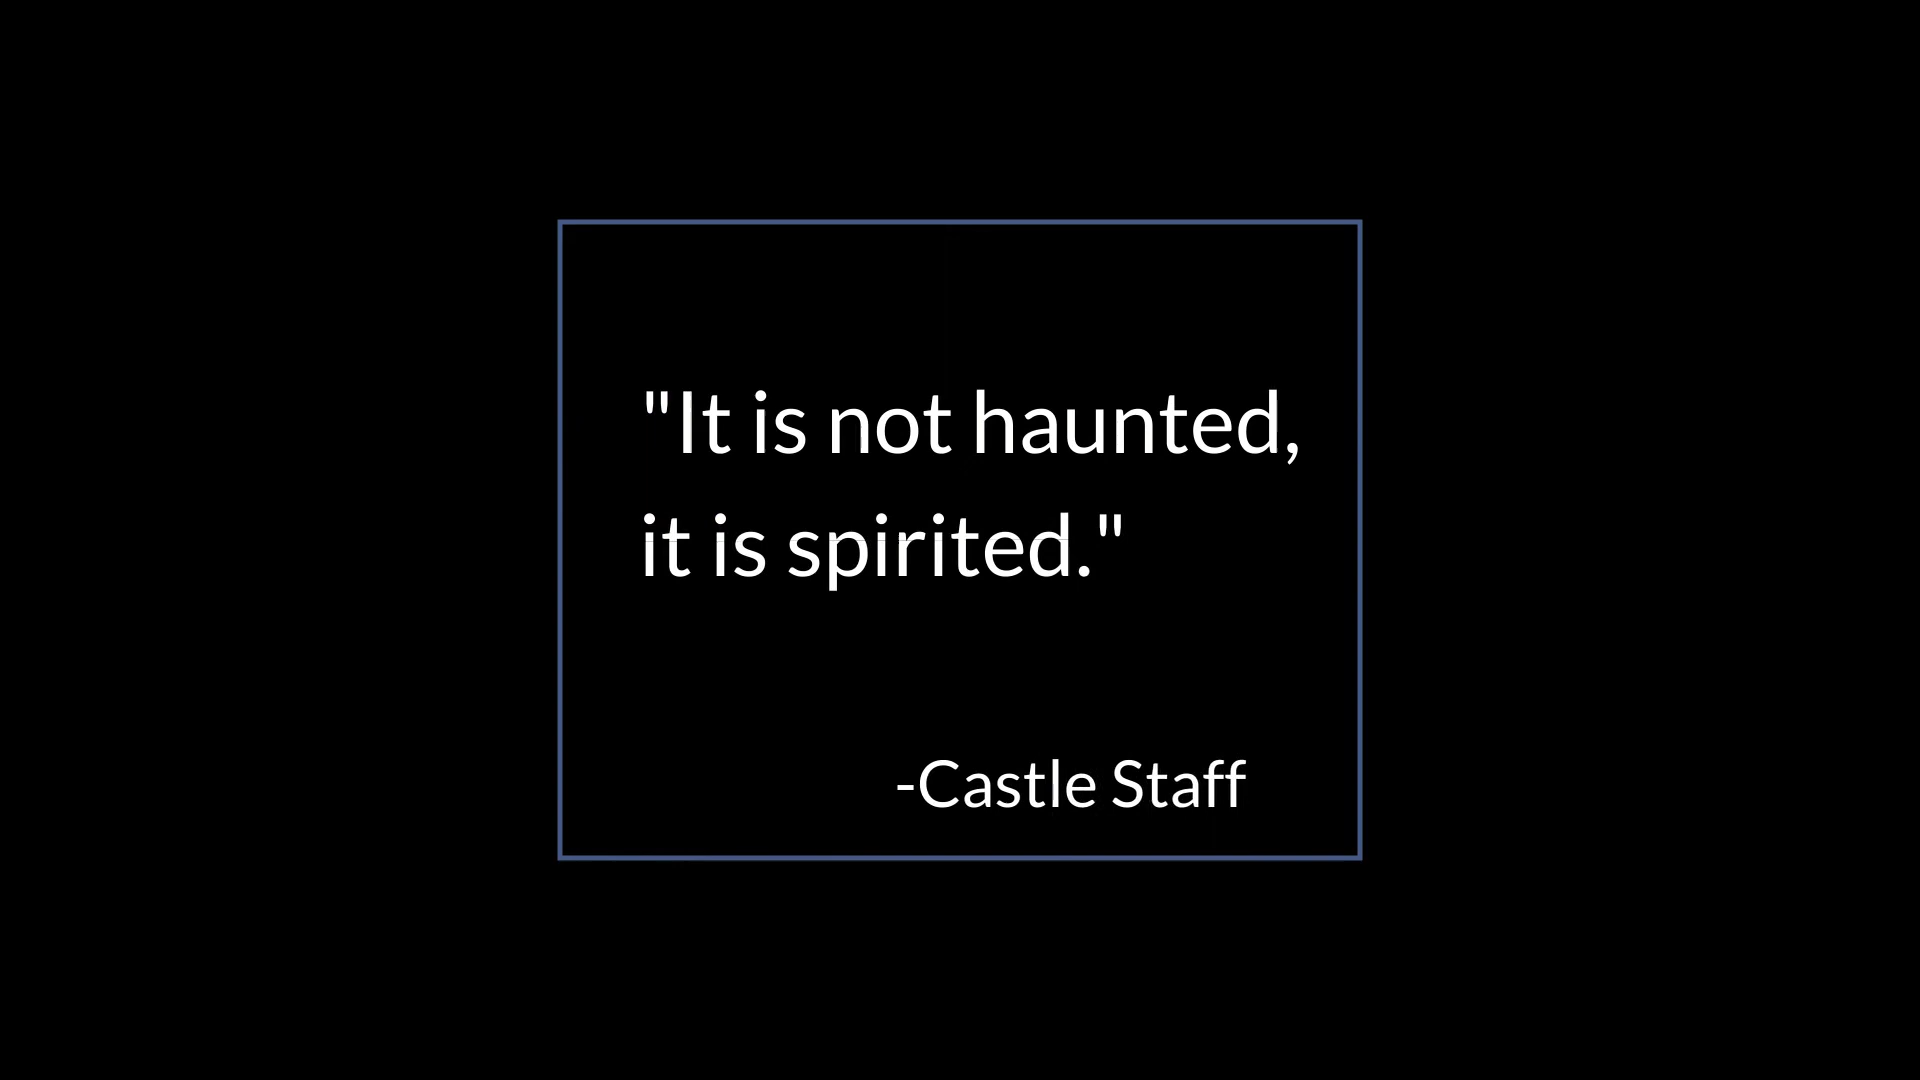 "It is not haunted,
it is spirited."
-Castle Staff